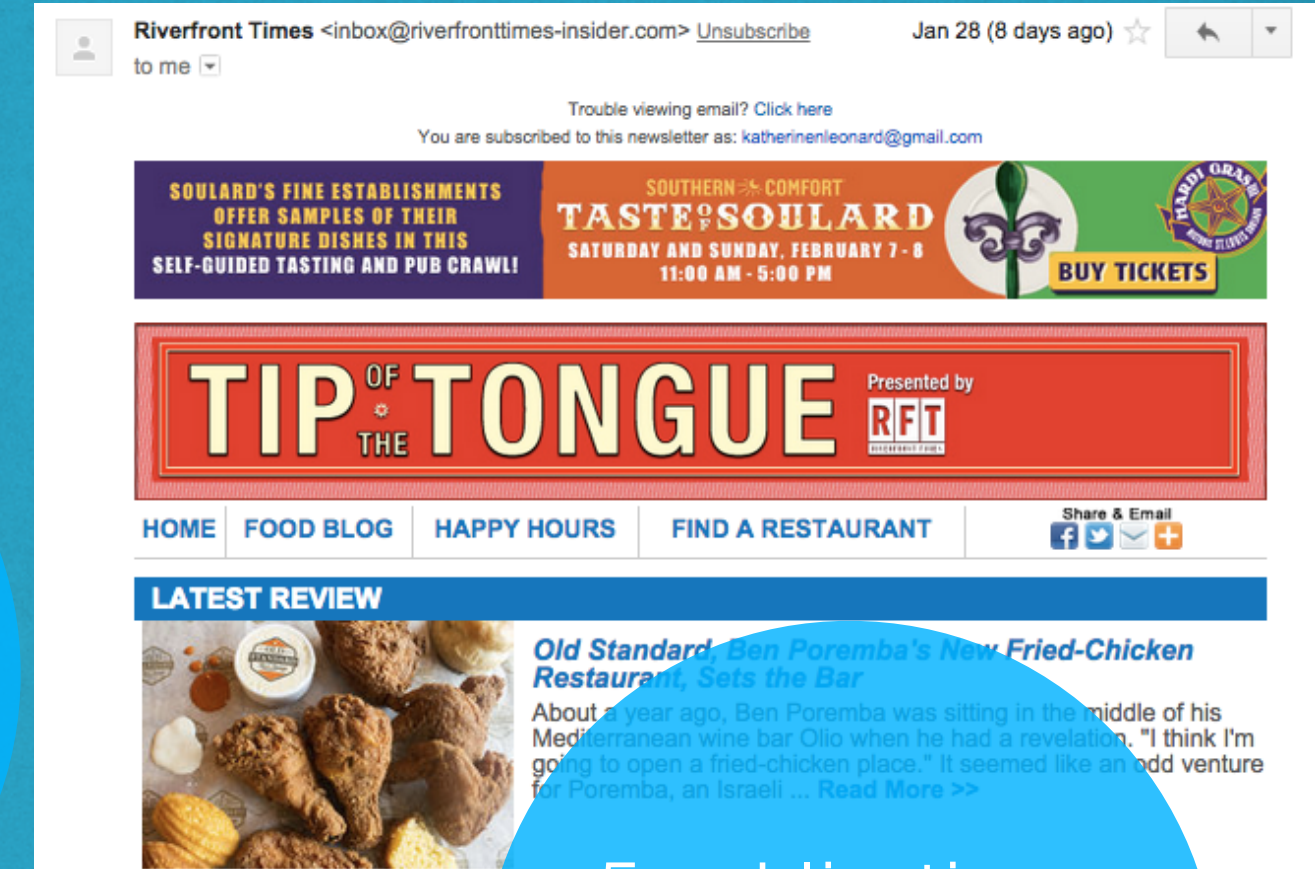 Riverfront Times <inbox@riverfronttimes-insider.com> Unsubscribe Jan 28 (8 days ago)
to me
Trouble viewing email? Click here
You are subscribed to this newsletter as: katherinenleonard@gmail.com
SOULARD'S FINE ESTABLISHMENTS
OFFER SAMPLES OF THEIR
SIGNATURE DISHES IN THIS
SELF-GUIDED TASTING AND PUB CRAWL!
SOUTHERN COMFORT
TASTE OF SOULARD
SATURDAY AND SUNDAY, FEBRUARY 7 - 8
11:00 AM - 5:00 PM
MARDI GRAS
BUY TICKETS
TIP OF THE TONGUE
Presented by
RFT
RIVERFRONT TIMES
HOME FOOD BLOG HAPPY HOURS FIND A RESTAURANT
Share & Email
LATEST REVIEW
OLD STANDARD
Old Standard, Ben Poremba's New Fried-Chicken
Restaurant, Sets the Bar
About a year ago, Ben Poremba was sitting in the middle of his
Mediterranean wine bar Olio when he had a revelation. "I think I'm
going to open a fried-chicken place." It seemed like an odd venture
for Poremba, an Israeli ... Read More >>